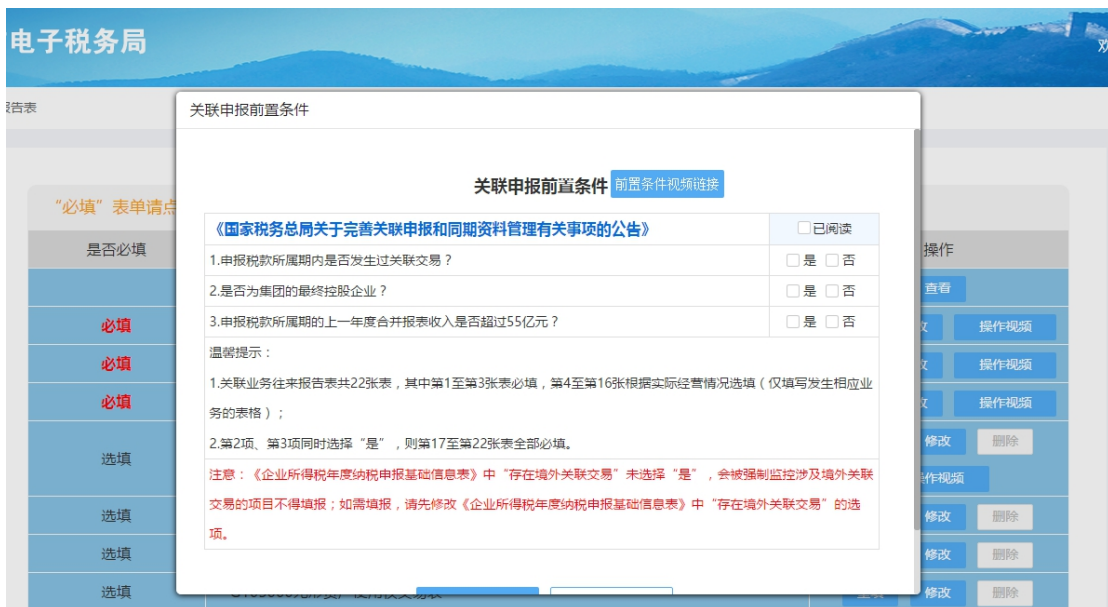 电子税务局
欢
报告表
关联申报前置条件
关联申报前置条件 前置条件视频链接
“必填”表单请点
《国家税务总局关于完善关联申报和同期资料管理有关事项的公告》 已阅读
是否必填 操作
1.申报税款所属期内是否发生过关联交易？ 是 否
2.是否为集团的最终控股企业？ 是 否
查看
3.申报税款所属期的上一年度合并报表收入是否超过55亿元？ 是 否
必填 改 操作视频
温馨提示：
必填 改 操作视频
1.关联业务往来报告表共22张表，其中第1至第3张表必填，第4至第16张根据实际经营情况选填（仅填写发生相应业
务的表格）；
必填 改 操作视频
2.第2项、第3项同时选择“是”，则第17至第22张表全部必填。
选填 修改 删除
操作视频
注意：《企业所得税年度纳税申报基础信息表》中“存在境外关联交易”未选择“是”，会被强制监控涉及境外关联
交易的项目不得填报；如需填报，请先修改《企业所得税年度纳税申报基础信息表》中“存在境外关联交易”的选
项。
选填 修改 删除
选填 修改 删除
选填 修改 删除